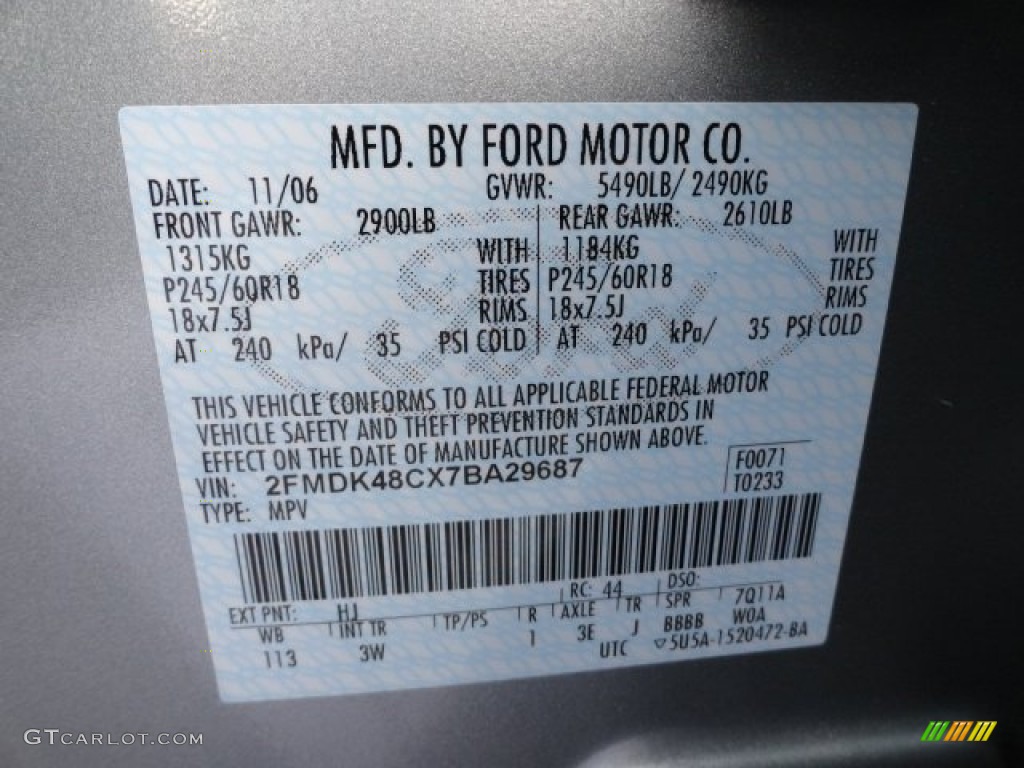 MFD. BY FORD MOTOR CO.
DATE: 11/06 GVWR: 5490LB/ 2490KG
FRONT GAWR: 2900LB REAR GAWR: 2610LB
1315KG WITH 1184KG WITH
P245/60R18 TIRES P245/60R18 TIRES
18x7.5J RIMS 18x7.5J RIMS
AT 240 kPa/ 35 PSI COLD AT 240 kPa/ 35 PSI COLD
THIS VEHICLE CONFORMS TO ALL APPLICABLE FEDERAL MOTOR
VEHICLE SAFETY AND THEFT PREVENTION STANDARDS IN
EFFECT ON THE DATE OF MANUFACTURE SHOWN ABOVE.
VIN: 2FMDK48CX7BA29687 F0071
TYPE: MPV T0233
EXT PNT: HJ RC: 44 DSO:
WB INT TR TP/PS R AXLE TR SPR 7Q11A
113 3W 1 3E J BBBB WOA
UTC ▽5U5A-1520472-BA
GTCARLOT.COM